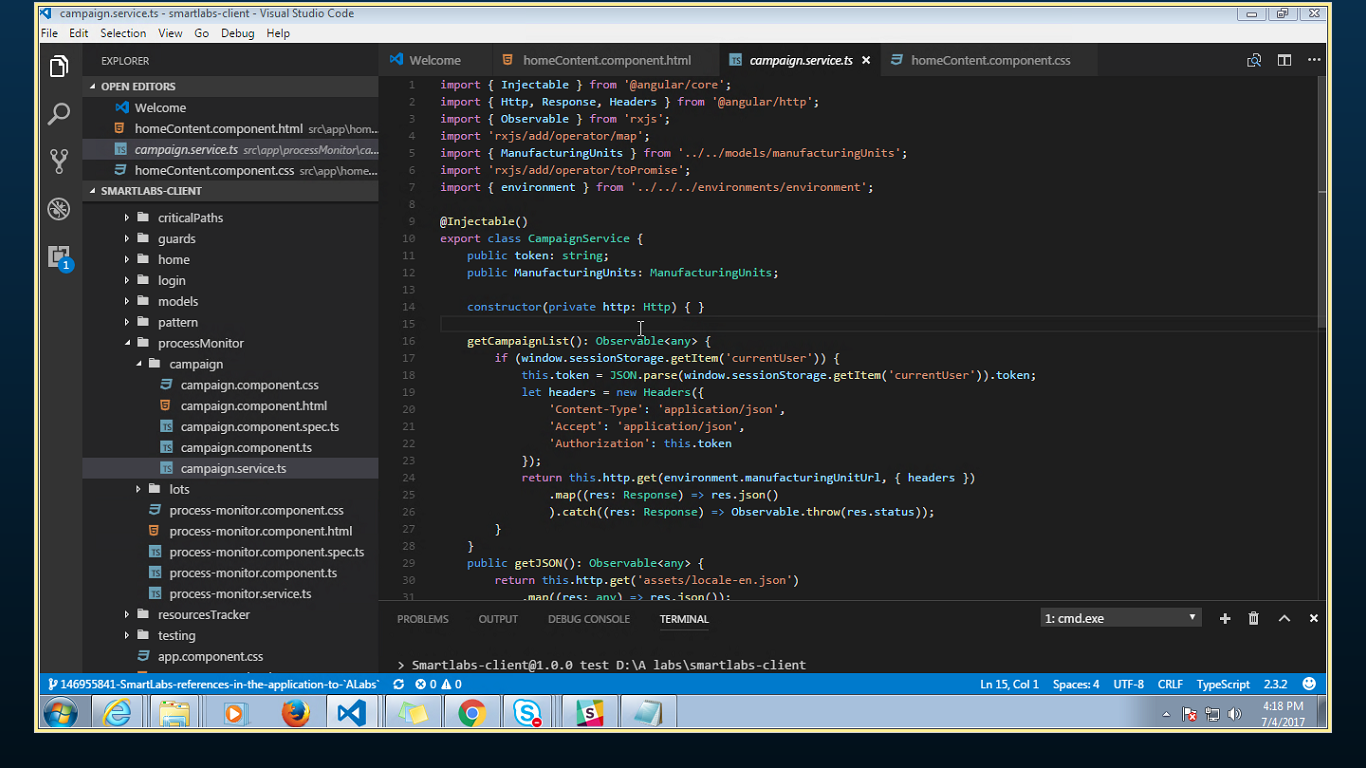 campaign.service.ts - smartlabs-client - Visual Studio Code
File Edit Selection View Go Debug Help
EXPLORER
OPEN EDITORS
Welcome
homeContent.component.html src\app\hom...
campaign.service.ts src\app\processMonitor\ca...
homeContent.component.css src\app\home...
SMARTLABS-CLIENT
criticalPaths
guards
home
login
models
pattern
processMonitor
campaign
campaign.component.css
campaign.component.html
campaign.component.spec.ts
campaign.component.ts
campaign.service.ts
lots
process-monitor.component.css
process-monitor.component.html
process-monitor.component.spec.ts
process-monitor.component.ts
process-monitor.service.ts
resourcesTracker
testing
app.component.css
1
Welcome homeContent.component.html campaign.service.ts homeContent.component.css
1 import { Injectable } from '@angular/core';
2 import { Http, Response, Headers } from '@angular/http';
3 import { Observable } from 'rxjs';
4 import 'rxjs/add/operator/map';
5 import { ManufacturingUnits } from '../../models/manufacturingUnits';
6 import 'rxjs/add/operator/toPromise';
7 import { environment } from '../../../environments/environment';
8
9 @Injectable()
10 export class CampaignService {
11 public token: string;
12 public ManufacturingUnits: ManufacturingUnits;
13
14 constructor(private http: Http) { }
15
16 getCampaignList(): Observable<any> {
17 if (window.sessionStorage.getItem('currentUser')) {
18 this.token = JSON.parse(window.sessionStorage.getItem('currentUser')).token;
19 let headers = new Headers({
20 'Content-Type': 'application/json',
21 'Accept': 'application/json',
22 'Authorization': this.token
23 });
24 return this.http.get(environment.manufacturingUnitUrl, { headers })
25 .map((res: Response) => res.json()
26 ).catch((res: Response) => Observable.throw(res.status));
27 }
28 }
29 public getJSON(): Observable<any> {
30 return this.http.get('assets/locale-en.json')
31 .map((res: any) => res.json());
PROBLEMS OUTPUT DEBUG CONSOLE TERMINAL 1: cmd.exe
> Smartlabs-client@1.0.0 test D:\A labs\smartlabs-client
146955841-SmartLabs-references-in-the-application-to-`ALabs` 0 0 Ln 15, Col 1 Spaces: 4 UTF-8 CRLF TypeScript 2.3.2
4:18 PM
7/4/2017